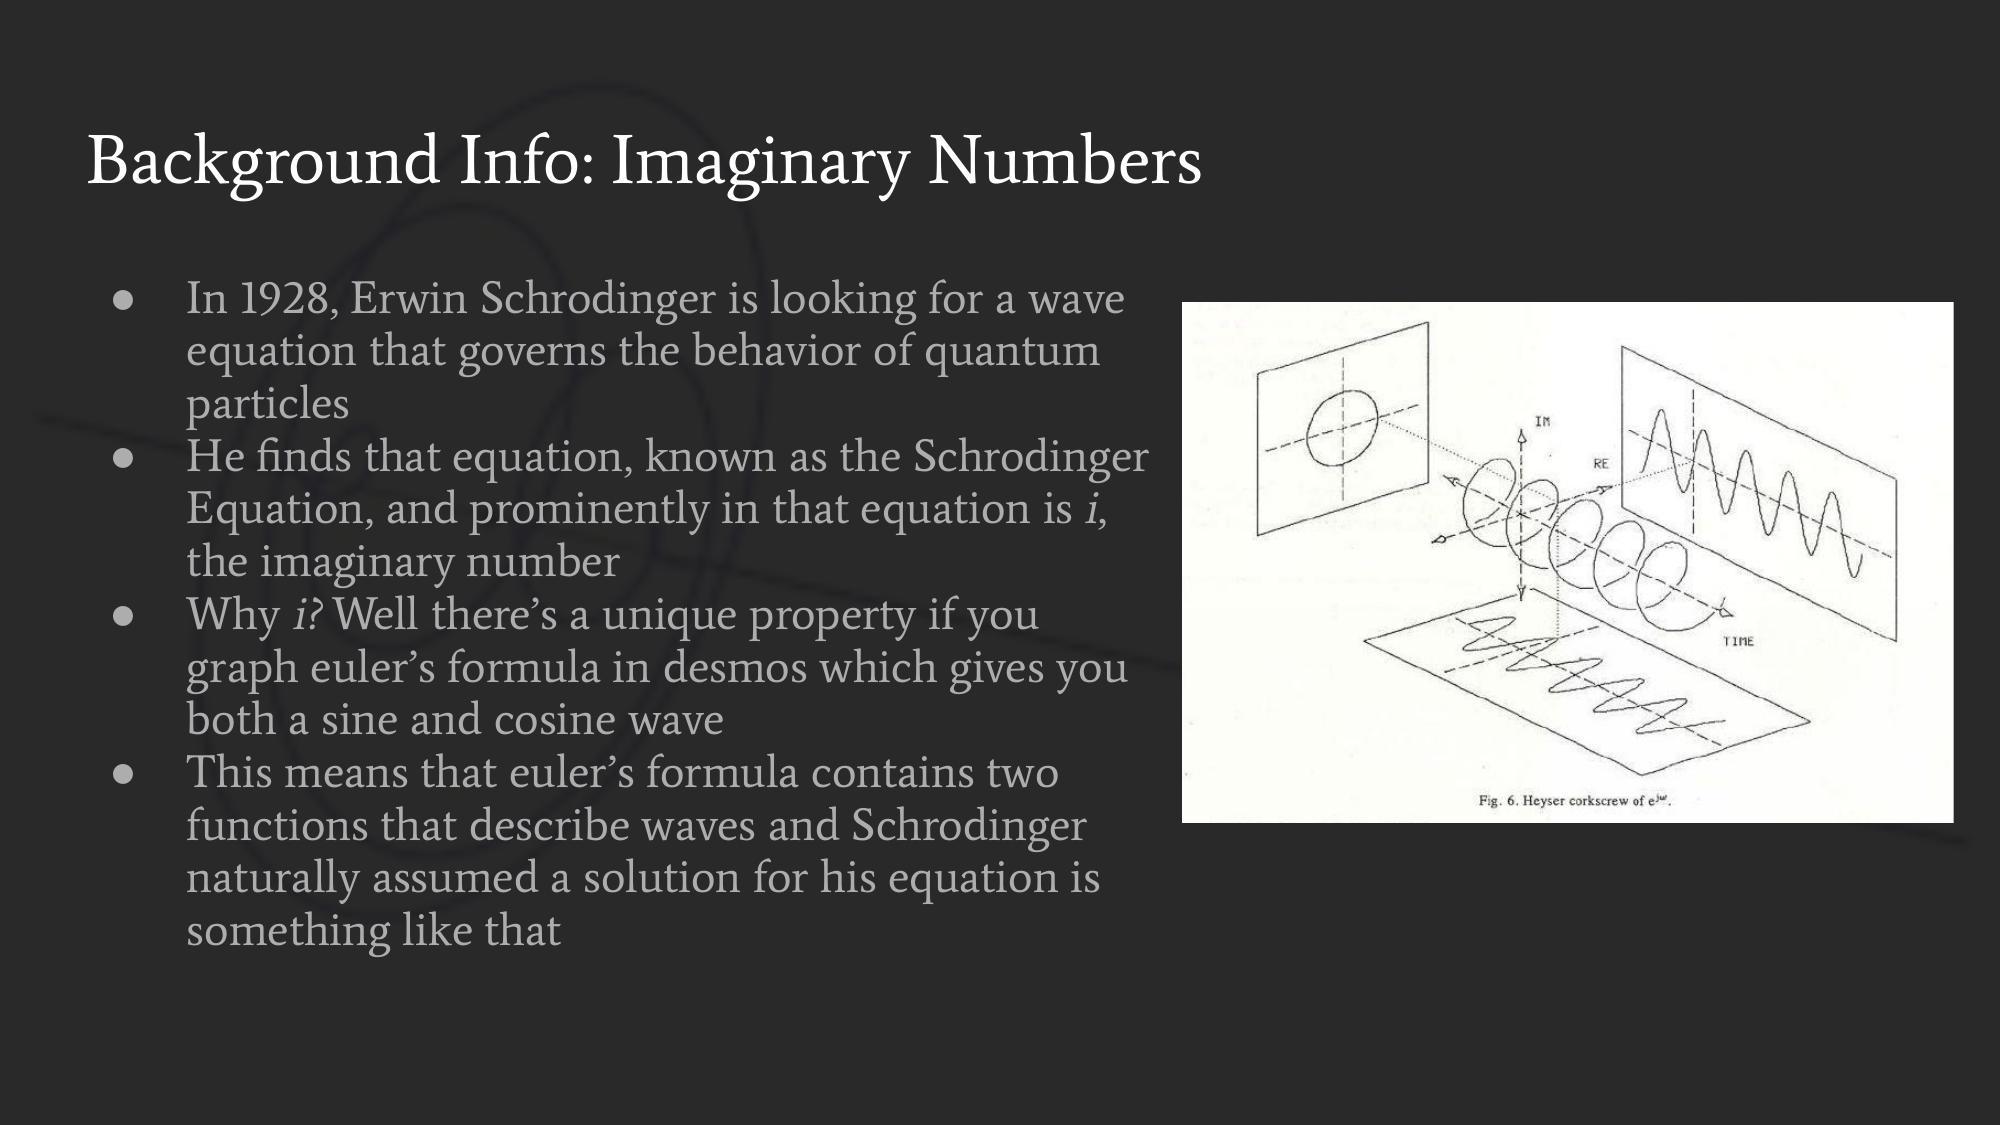 Background Info: Imaginary Numbers
● In 1928, Erwin Schrodinger is looking for a wave
equation that governs the behavior of quantum
particles
● He finds that equation, known as the Schrodinger
Equation, and prominently in that equation is i,
the imaginary number
● Why i? Well there’s a unique property if you
graph euler’s formula in desmos which gives you
both a sine and cosine wave
● This means that euler’s formula contains two
functions that describe waves and Schrodinger
naturally assumed a solution for his equation is
something like that
IM
RE
TIME
Fig. 6. Heyser corkscrew of e^jω.